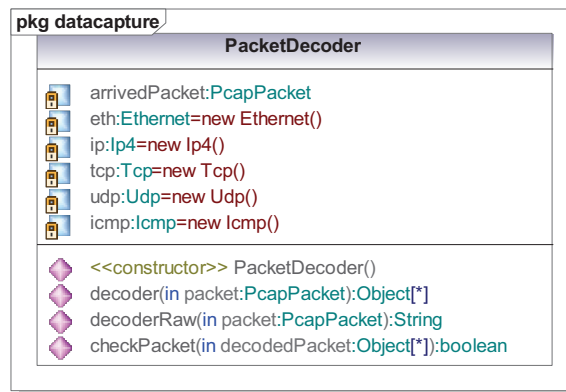 pkg datacapture
PacketDecoder
arrivedPacket:PcapPacket
eth:Ethernet=new Ethernet()
ip:Ip4=new Ip4()
tcp:Tcp=new Tcp()
udp:Udp=new Udp()
icmp:Icmp=new Icmp()
<<constructor>> PacketDecoder()
decoder(in packet:PcapPacket):Object[*]
decoderRaw(in packet:PcapPacket):String
checkPacket(in decodedPacket:Object[*]):boolean